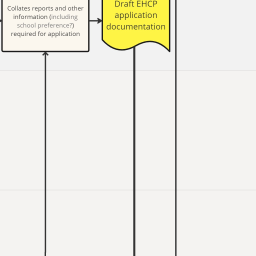 Collates reports and other
information (including
school preference?)
required for application
Draft EHCP
application
documentation